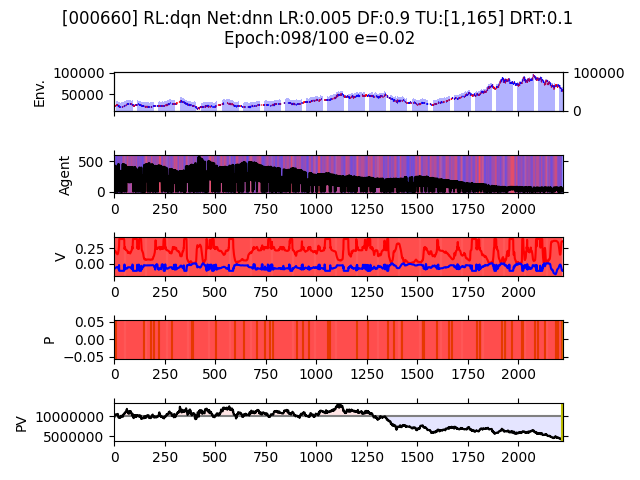 [000660] RL:dqn Net:dnn LR:0.005 DF:0.9 TU:[1,165] DRT:0.1
Epoch:098/100 e=0.02
Env.
100000
50000
100000
0
Agent
500
0
0 250 500 750 1000 1250 1500 1750 2000
V
0.25
0.00
0 250 500 750 1000 1250 1500 1750 2000
P
0.05
0.00
−0.05
0 250 500 750 1000 1250 1500 1750 2000
PV
10000000
5000000
0 250 500 750 1000 1250 1500 1750 2000